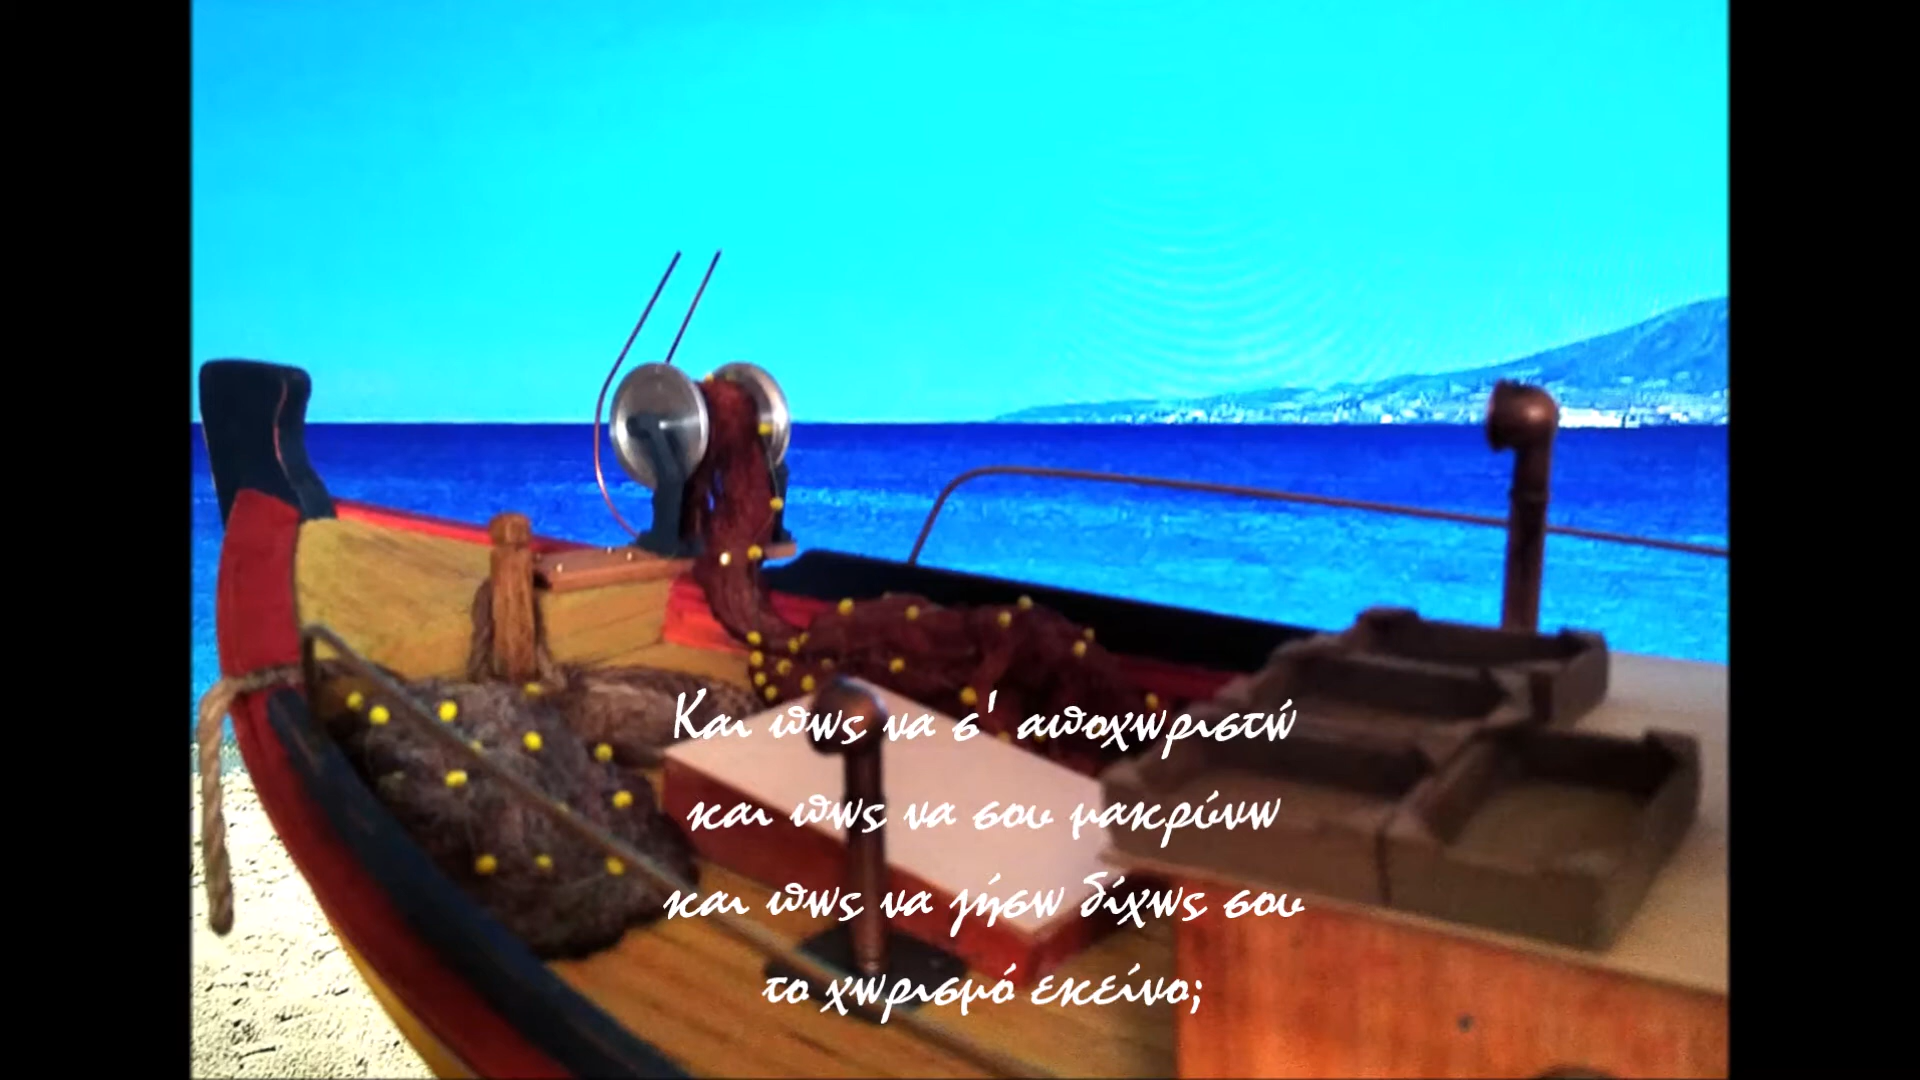 Και πως να σ' αποχωριστώ
και πως να σου μακρύνω
και πως να ζήσω δίχως σου
το χωρισμό εκείνο;